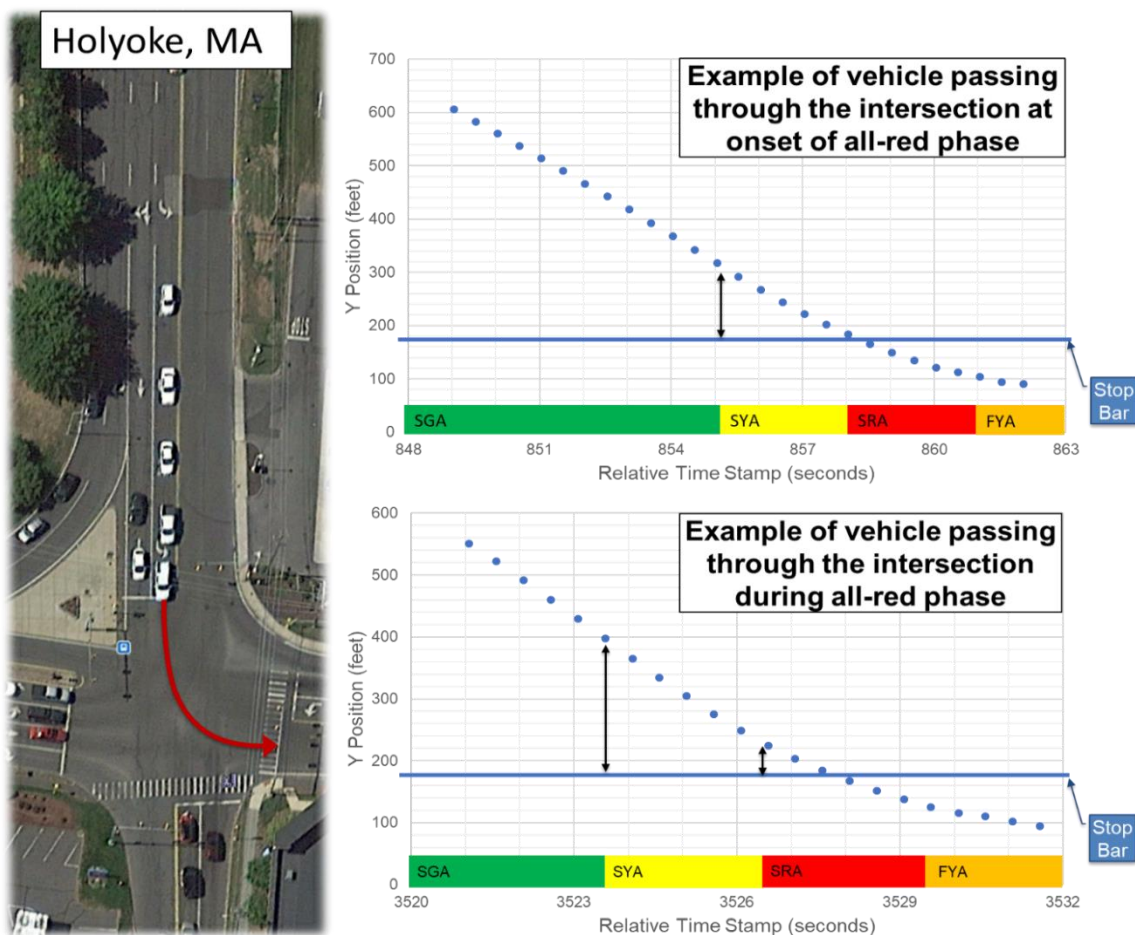 Holyoke, MA
STOP
Example of vehicle passing
through the intersection at
onset of all-red phase
Y Position (feet)
700
600
500
400
300
200
100
0
Stop
Bar
SGA
SYA
SRA
FYA
848
851
854
857
860
863
Relative Time Stamp (seconds)
Example of vehicle passing
through the intersection
during all-red phase
Y Position (feet)
600
500
400
300
200
100
0
Stop
Bar
SGA
SYA
SRA
FYA
3520
3523
3526
3529
3532
Relative Time Stamp (seconds)